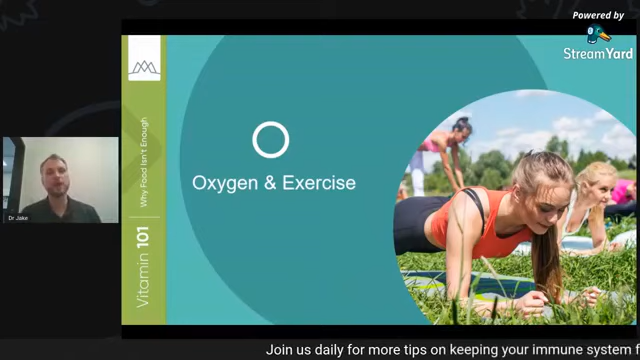 Powered by
StreamYard
Why Food Isn't Enough
Vitamin 101
O
Oxygen & Exercise
Dr Jake
Join us daily for more tips on keeping your immune system f